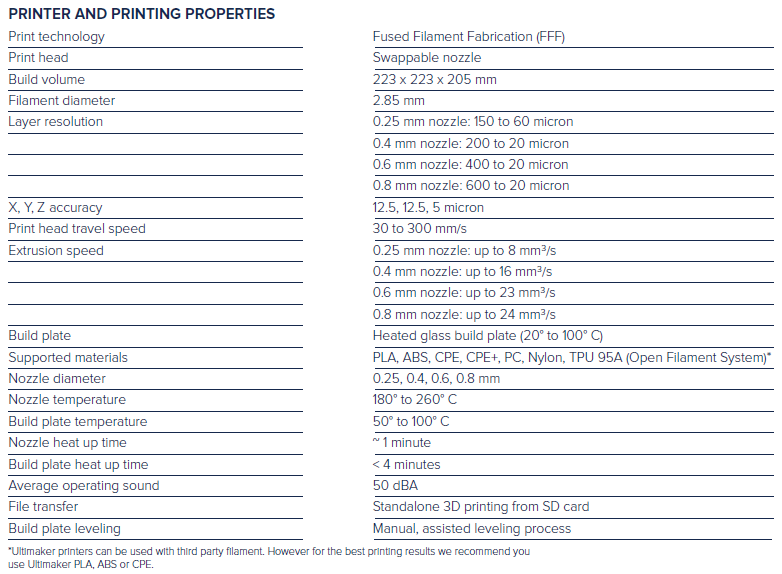 PRINTER AND PRINTING PROPERTIES
Print technology Fused Filament Fabrication (FFF)
Print head Swappable nozzle
Build volume 223 x 223 x 205 mm
Filament diameter 2.85 mm
Layer resolution 0.25 mm nozzle: 150 to 60 micron
0.4 mm nozzle: 200 to 20 micron
0.6 mm nozzle: 400 to 20 micron
0.8 mm nozzle: 600 to 20 micron
X, Y, Z accuracy 12.5, 12.5, 5 micron
Print head travel speed 30 to 300 mm/s
Extrusion speed 0.25 mm nozzle: up to 8 mm³/s
0.4 mm nozzle: up to 16 mm³/s
0.6 mm nozzle: up to 23 mm³/s
0.8 mm nozzle: up to 24 mm³/s
Build plate Heated glass build plate (20° to 100° C)
Supported materials PLA, ABS, CPE, CPE+, PC, Nylon, TPU 95A (Open Filament System)*
Nozzle diameter 0.25, 0.4, 0.6, 0.8 mm
Nozzle temperature 180° to 260° C
Build plate temperature 50° to 100° C
Nozzle heat up time ~ 1 minute
Build plate heat up time < 4 minutes
Average operating sound 50 dBA
File transfer Standalone 3D printing from SD card
Build plate leveling Manual, assisted leveling process
*Ultimaker printers can be used with third party filament. However for the best printing results we recommend you
use Ultimaker PLA, ABS or CPE.